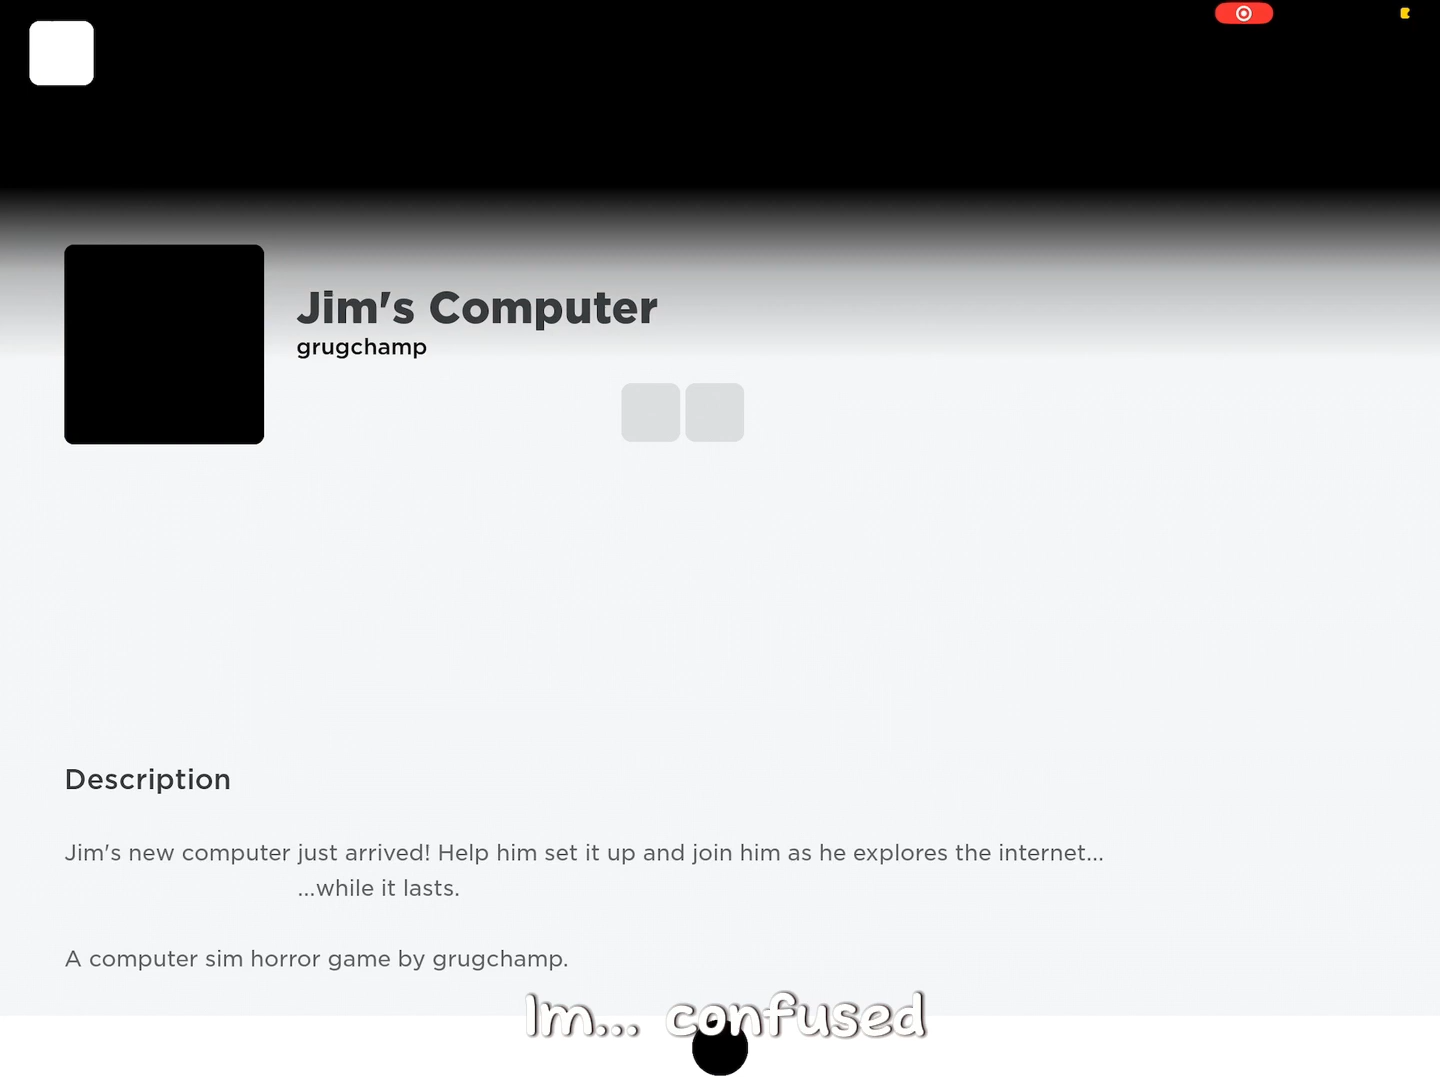 Jim's Computer
grugchamp
Description
Jim's new computer just arrived! Help him set it up and join him as he explores the internet...
...while it lasts.
A computer sim horror game by grugchamp.
Im... confused